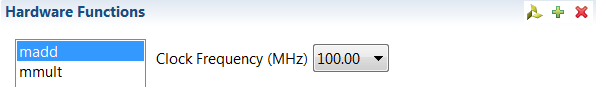 Hardware Functions
madd
mmult
Clock Frequency (MHz) 100.00